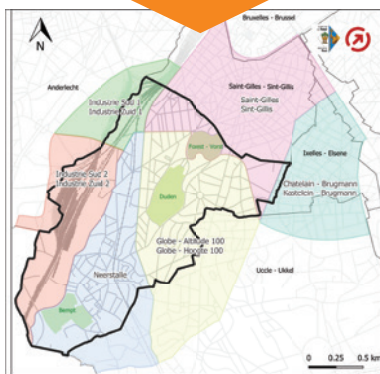 Bruxelles - Brussel
N
Anderlecht
Saint-Gilles - Sint-Gillis
Industrie Sud 1
Industrie Zuid 1
Saint-Gilles
Sint-Gillis
Forest - Vorst
Ixelles - Elsene
Industrie Sud 2
Industrie Zuid 2
Duden
Chatelain - Brugmann
Kastelein - Brugmann
Globe - Altitude 100
Globe - Hoogte 100
Neerstalle
Uccle - Ukkel
Bempt
0 0.25 0.5 km